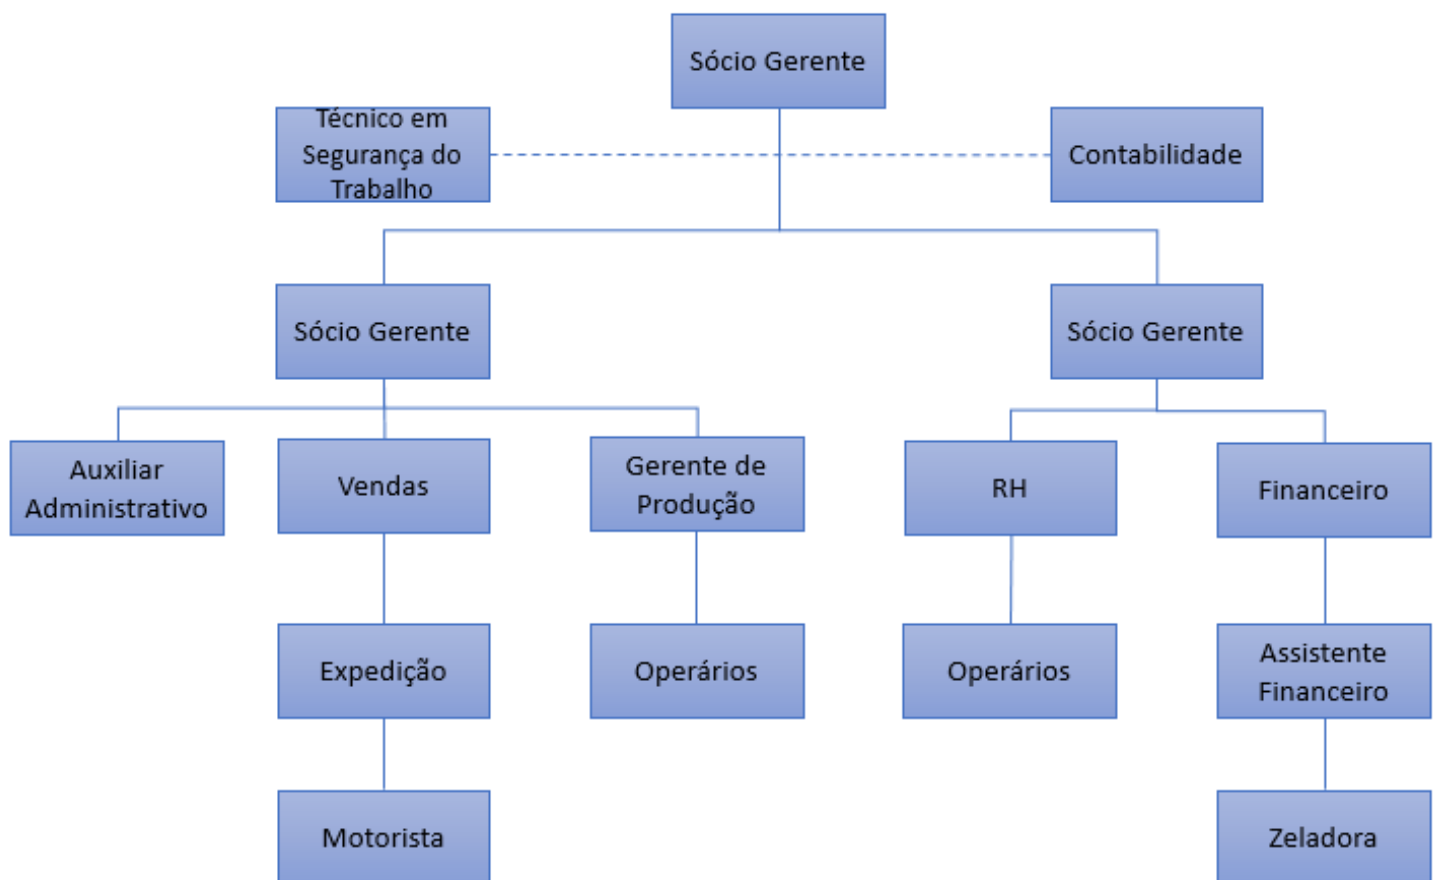 Sócio Gerente
Técnico em
Segurança do
Trabalho
Contabilidade
Sócio Gerente
Sócio Gerente
Auxiliar
Administrativo
Vendas
Gerente de
Produção
RH
Financeiro
Expedição
Operários
Operários
Assistente
Financeiro
Motorista
Zeladora